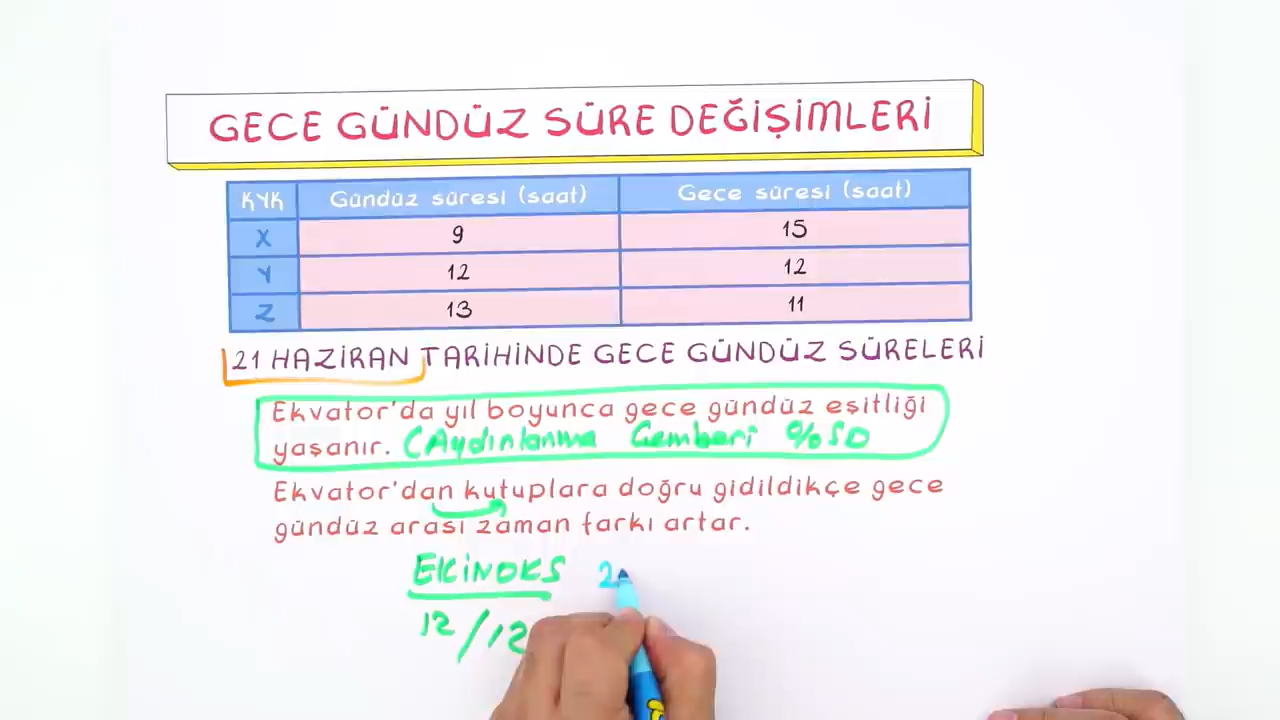 GECE GÜNDÜZ SÜRE DEĞİŞİMLERİ
KYK Gündüz süresi (saat) Gece süresi (saat)
X 9 15
Y 12 12
Z 13 11
21 HAZİRAN TARİHİNDE GECE GÜNDÜZ SÜRELERİ
Ekvator'da yıl boyunca gece gündüz eşitliği
yaşanır. (Aydınlanma Cemberi %50
Ekvator'dan kutuplara doğru gidildikçe gece
gündüz arası zaman farkı artar.
EKİNOKS 2
12/12